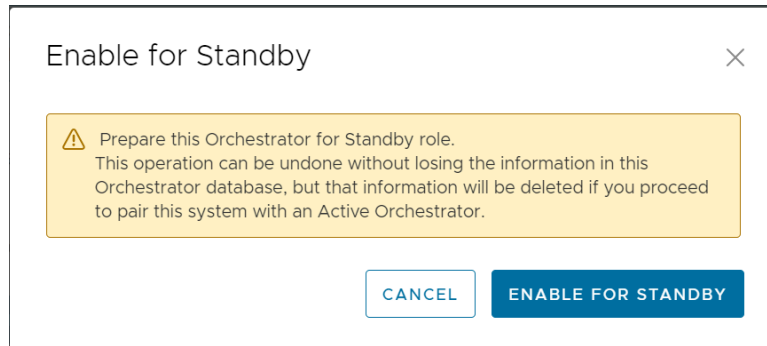 Enable for Standby
Prepare this Orchestrator for Standby role.
This operation can be undone without losing the information in this
Orchestrator database, but that information will be deleted if you proceed
to pair this system with an Active Orchestrator.
CANCEL
ENABLE FOR STANDBY